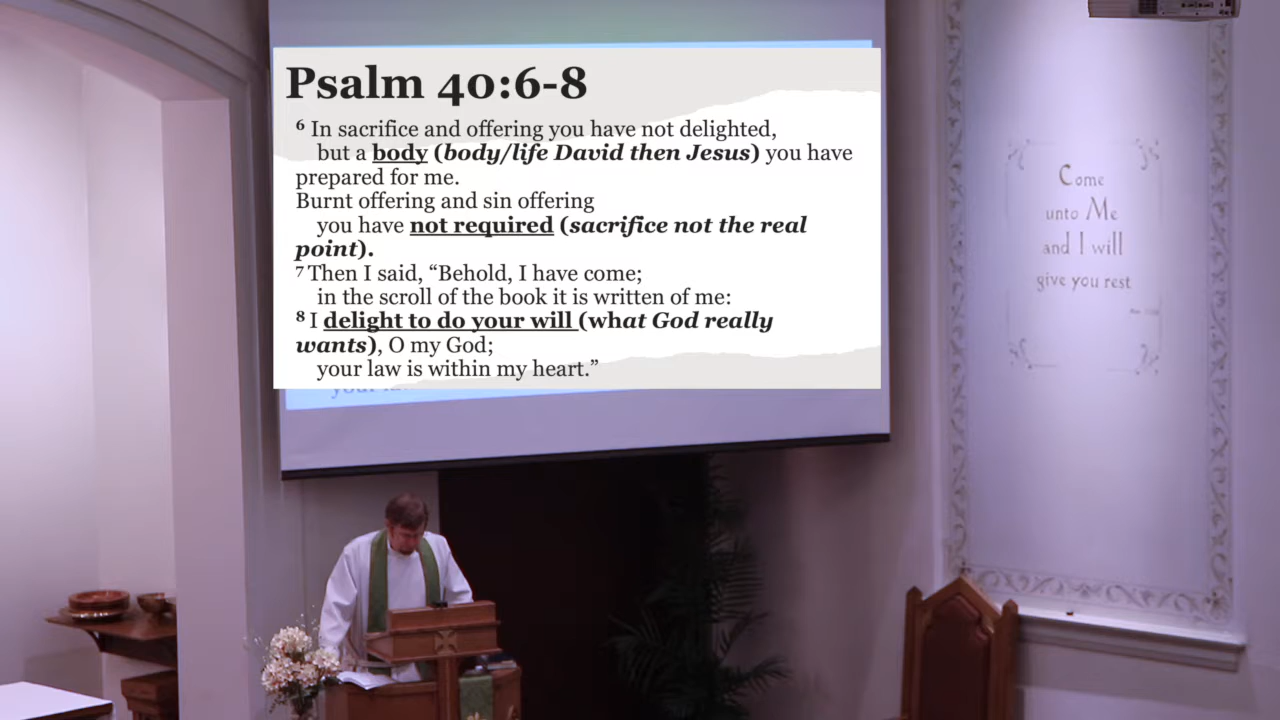 Psalm 40:6-8
⁶ In sacrifice and offering you have not delighted,
but a body (body/life David then Jesus) you have
prepared for me.
Burnt offering and sin offering
you have not required (sacrifice not the real
point).
⁷ Then I said, “Behold, I have come;
in the scroll of the book it is written of me:
⁸ I delight to do your will (what God really
wants), O my God;
your law is within my heart.”
Come
unto Me
and I will
give you rest